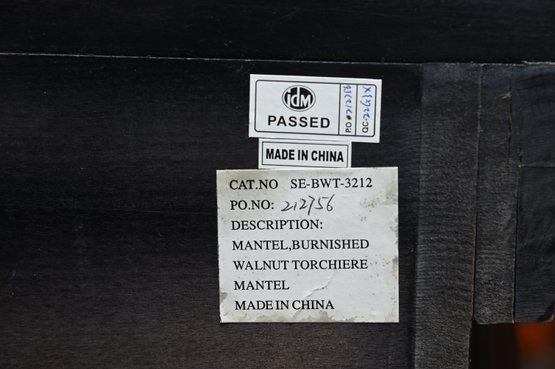 idm
PASSED
P.O #
QC-
MADE IN CHINA
CAT.NO SE-BWT-3212
PO.NO: 212756
DESCRIPTION:
MANTEL,BURNISHED
WALNUT TORCHIERE
MANTEL
MADE IN CHINA